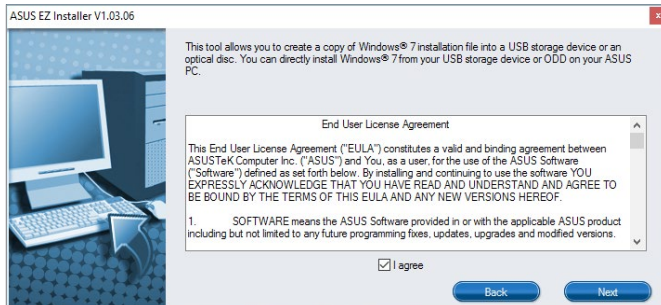 ASUS EZ Installer V1.03.06
x
This tool allows you to create a copy of Windows® 7 installation file into a USB storage device or an
optical disc. You can directly install Windows® 7 from your USB storage device or ODD on your ASUS
PC.
End User License Agreement
This End User License Agreement ("EULA") constitutes a valid and binding agreement between
ASUSTeK Computer Inc. ("ASUS") and You, as a user, for the use of the ASUS Software
("Software") defined as set forth below. By installing and continuing to use the software YOU
EXPRESSLY ACKNOWLEDGE THAT YOU HAVE READ AND UNDERSTAND AND AGREE TO
BE BOUND BY THE TERMS OF THIS EULA AND ANY NEW VERSIONS HEREOF.
1. SOFTWARE means the ASUS Software provided in or with the applicable ASUS product
including but not limited to any future programming fixes, updates, upgrades and modified versions.
I agree
Back Next